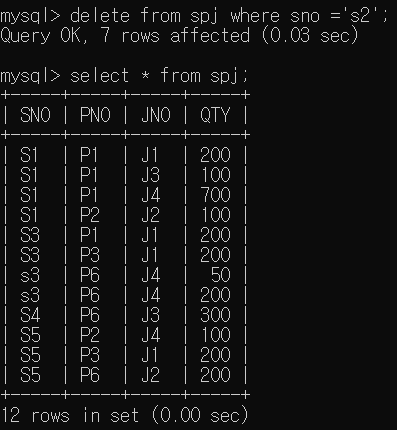 mysql> delete from spj where sno ='s2';
Query OK, 7 rows affected (0.03 sec)
mysql> select * from spj;
+-----+-----+-----+-----+
| SNO | PNO | JNO | QTY |
+-----+-----+-----+-----+
| S1 | P1 | J1 | 200 |
| S1 | P1 | J3 | 100 |
| S1 | P1 | J4 | 700 |
| S1 | P2 | J2 | 100 |
| S3 | P1 | J1 | 200 |
| S3 | P3 | J1 | 200 |
| s3 | P6 | J4 | 50 |
| s3 | P6 | J4 | 200 |
| S4 | P6 | J3 | 300 |
| S5 | P2 | J4 | 100 |
| S5 | P3 | J1 | 200 |
| S5 | P6 | J2 | 200 |
+-----+-----+-----+-----+
12 rows in set (0.00 sec)